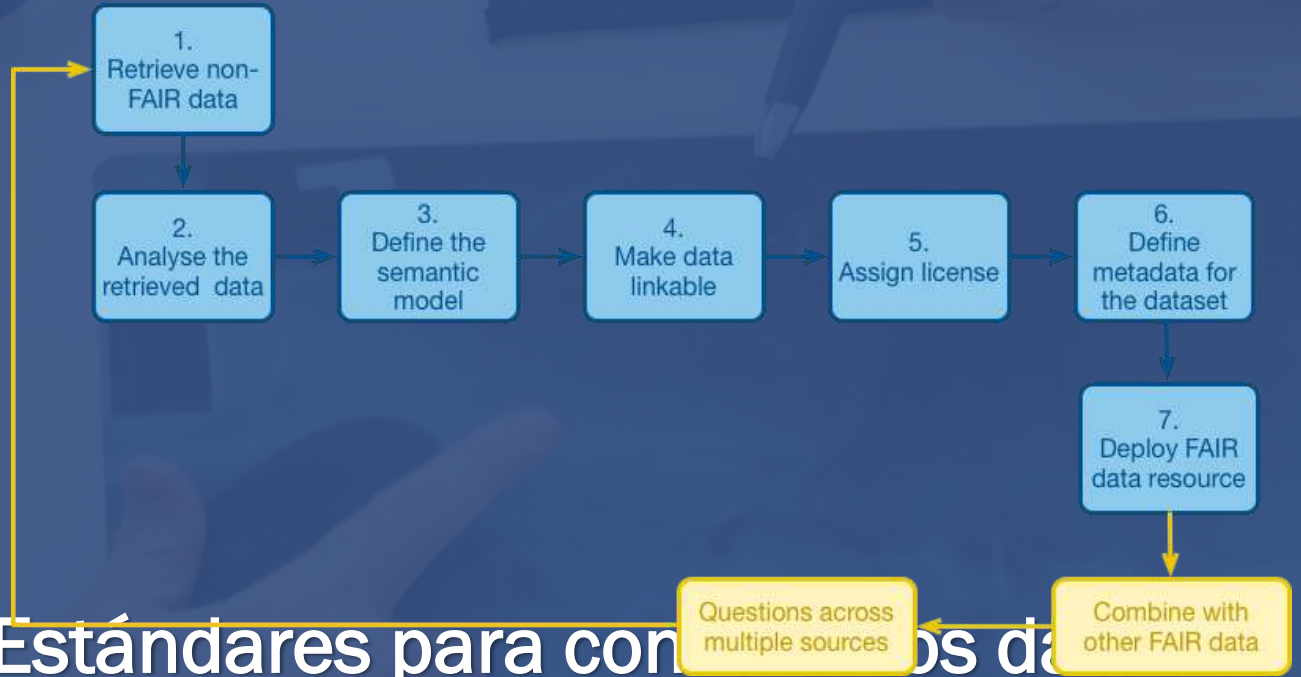 1.
Retrieve non-
FAIR data
2.
Analyse the
retrieved data
3.
Define the
semantic
model
4.
Make data
linkable
5.
Assign license
6.
Define
metadata for
the dataset
7.
Deploy FAIR
data resource
Combine with
other FAIR data
Questions across
multiple sources
Estándares para